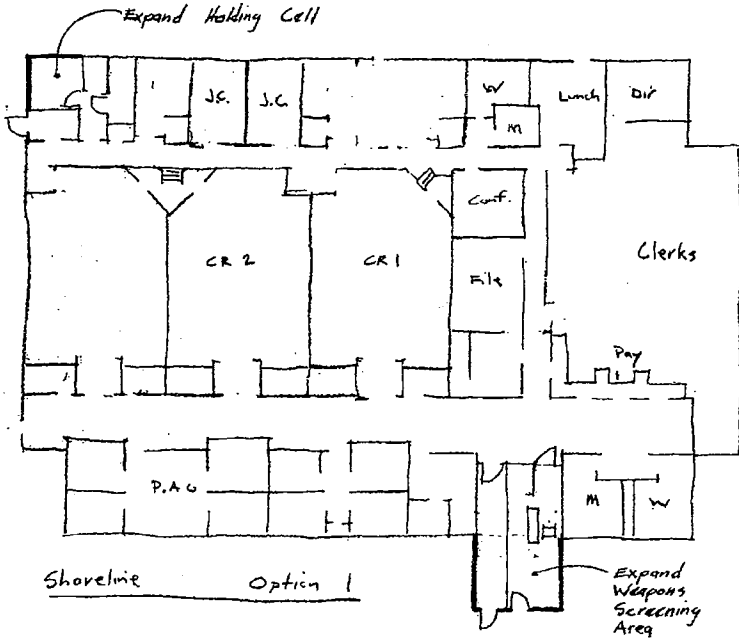 Expand Holding Cell
J.C.
J.C.
W
M
Lunch
Dir
Conf.
CR 2
CR 1
File
Clerks
Pay
P.A.G
M
W
Shoreline Option 1
Expand
Weapons
Screening
Area